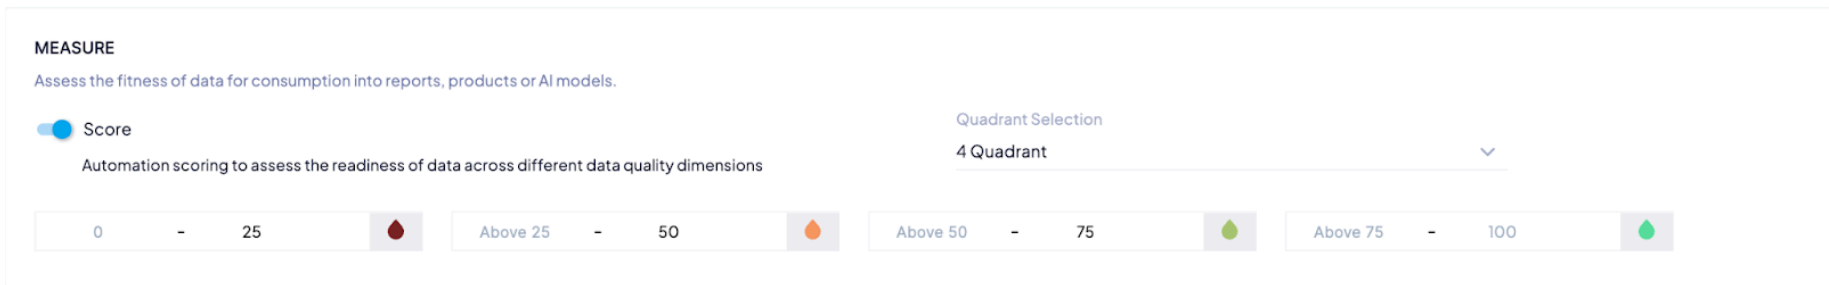 MEASURE
Assess the fitness of data for consumption into reports, products or AI models.
Score
Quadrant Selection
4 Quadrant
Automation scoring to assess the readiness of data across different data quality dimensions
0 - 25 Above 25 - 50 Above 50 - 75 Above 75 - 100